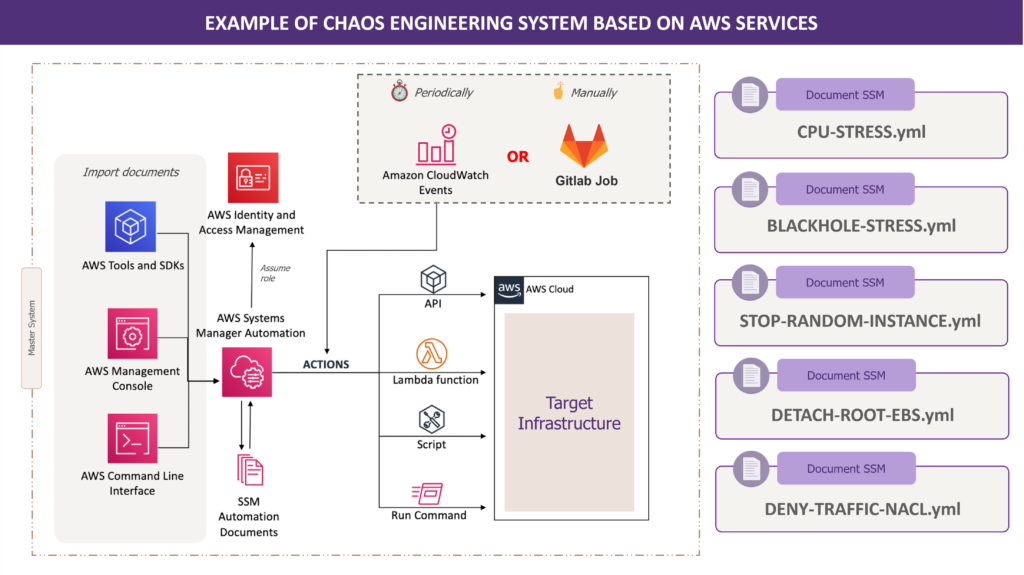 EXAMPLE OF CHAOS ENGINEERING SYSTEM BASED ON AWS SERVICES
Master System
Import documents
AWS Tools and SDKs
AWS Management
Console
AWS Command Line
Interface
AWS Identity and
Access Management
Assume
role
AWS Systems
Manager Automation
SSM
Automation
Documents
Periodically
Manually
Amazon CloudWatch
Events
OR
Gitlab Job
ACTIONS
API
Lambda function
Script
Run Command
aws
AWS Cloud
Target
Infrastructure
Document SSM
CPU-STRESS.yml
Document SSM
BLACKHOLE-STRESS.yml
Document SSM
STOP-RANDOM-INSTANCE.yml
Document SSM
DETACH-ROOT-EBS.yml
Document SSM
DENY-TRAFFIC-NACL.yml